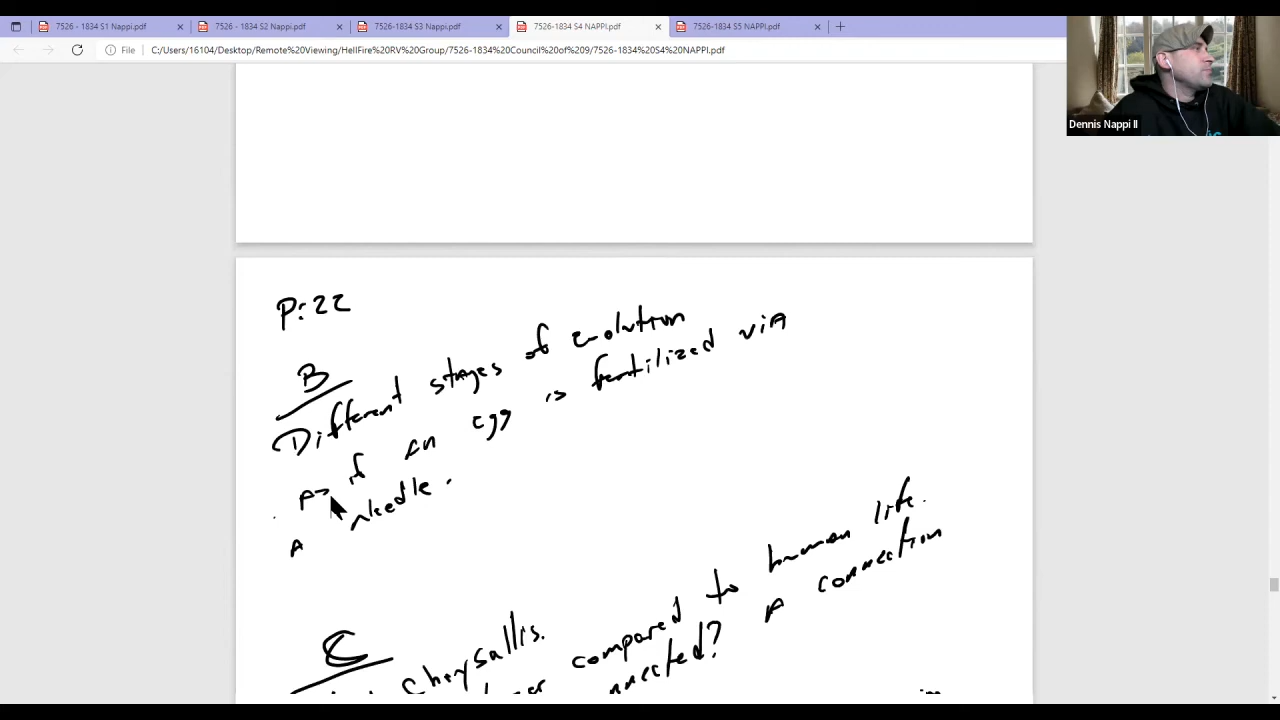 7526 - 1834 S1 Nappi.pdf
7526 - 1834 S2 Nappi.pdf
7526-1834 S3 Nappi.pdf
7526-1834 S4 NAPPI.pdf
7526-1834 S5 NAPPI.pdf
File
C:/Users/16104/Desktop/Remote%20Viewing/HellFire%20RV%20Group/7526-1834%20Council%20of%209/7526-1834%20S4%20NAPPI.pdf
Dennis Nappi II
P:22
B
Different stages of Evolution
As if An Egg is fertilized viA
A needle.
C
Chrysallis.
compared to human life.
A connection